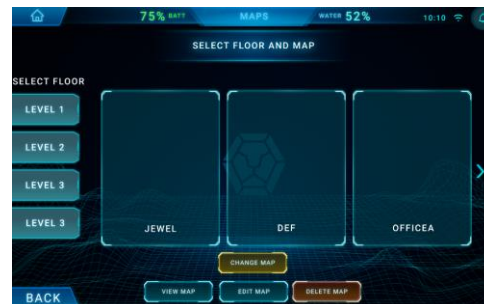 75% BATT MAPS WATER 52% 10:10
SELECT FLOOR AND MAP
SELECT FLOOR
LEVEL 1
LEVEL 2
LEVEL 3
LEVEL 3
JEWEL DEF OFFICEA
CHANGE MAP
VIEW MAP EDIT MAP DELETE MAP
BACK